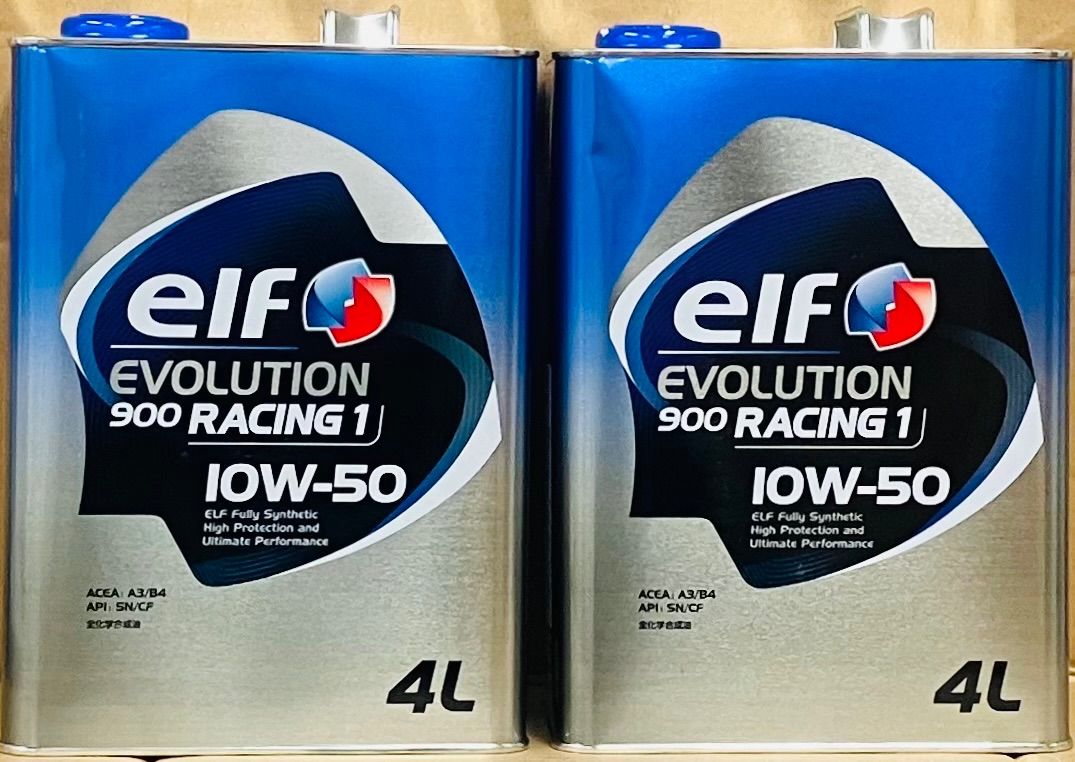 elf
EVOLUTION
900 RACING 1
10W-50
ELF Fully Synthetic
High Protection and
Ultimate Performance
ACEA: A3/B4
API: SN/CF
全化学合成油
4L
elf
EVOLUTION
900 RACING 1
10W-50
ELF Fully Synthetic
High Protection and
Ultimate Performance
ACEA: A3/B4
API: SN/CF
全化学合成油
4L